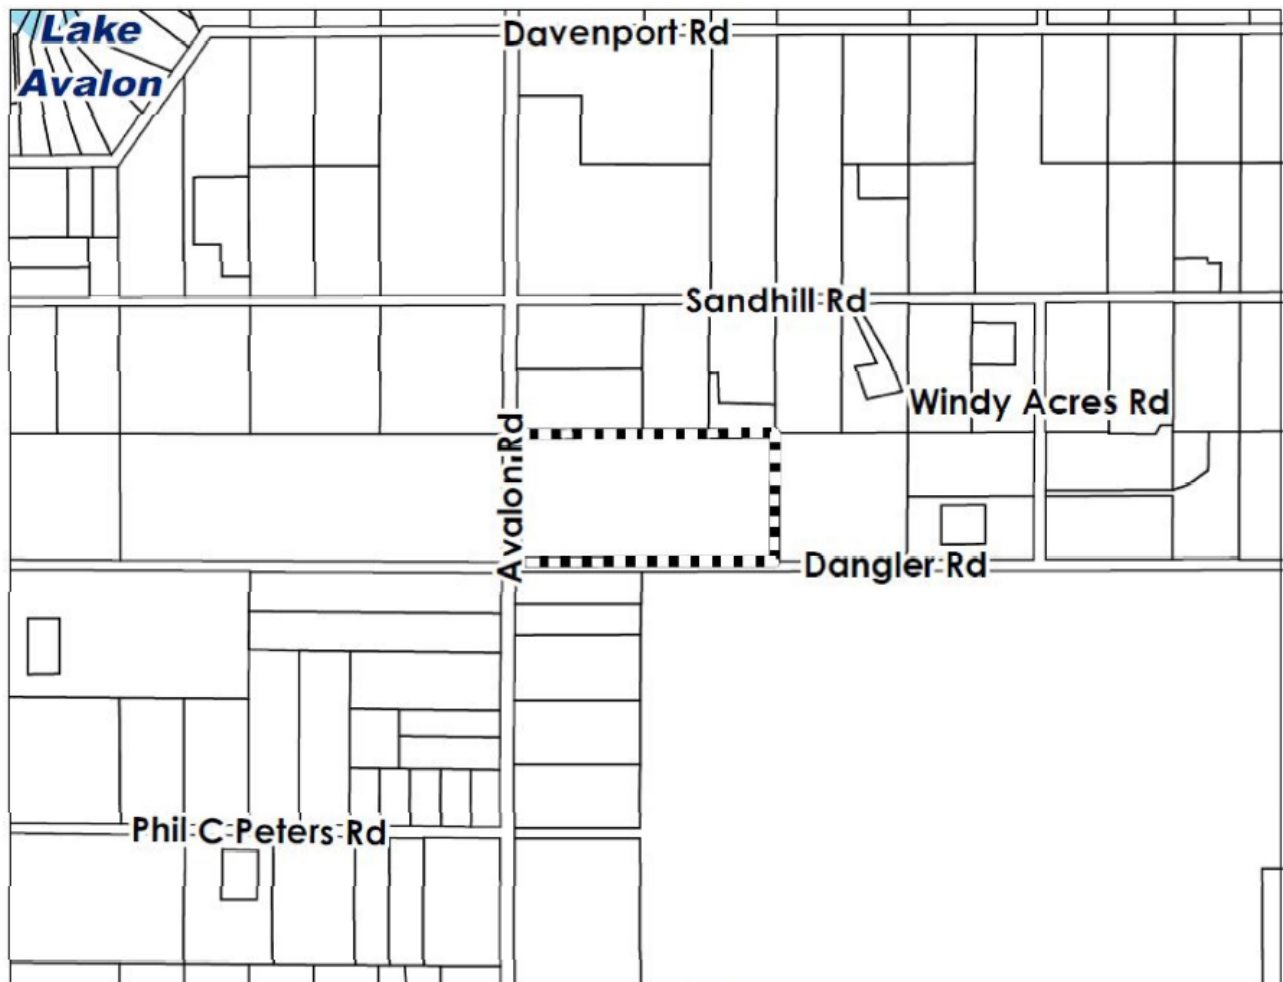 Lake
Avalon
Davenport Rd
Sandhill Rd
Windy Acres Rd
Avalon Rd
Dangler Rd
Phil C Peters Rd